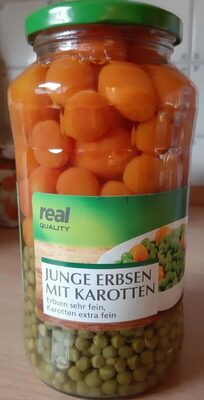 real
QUALITY
JUNGE ERBSEN
MIT KAROTTEN
Erbsen sehr fein,
Karotten extra fein